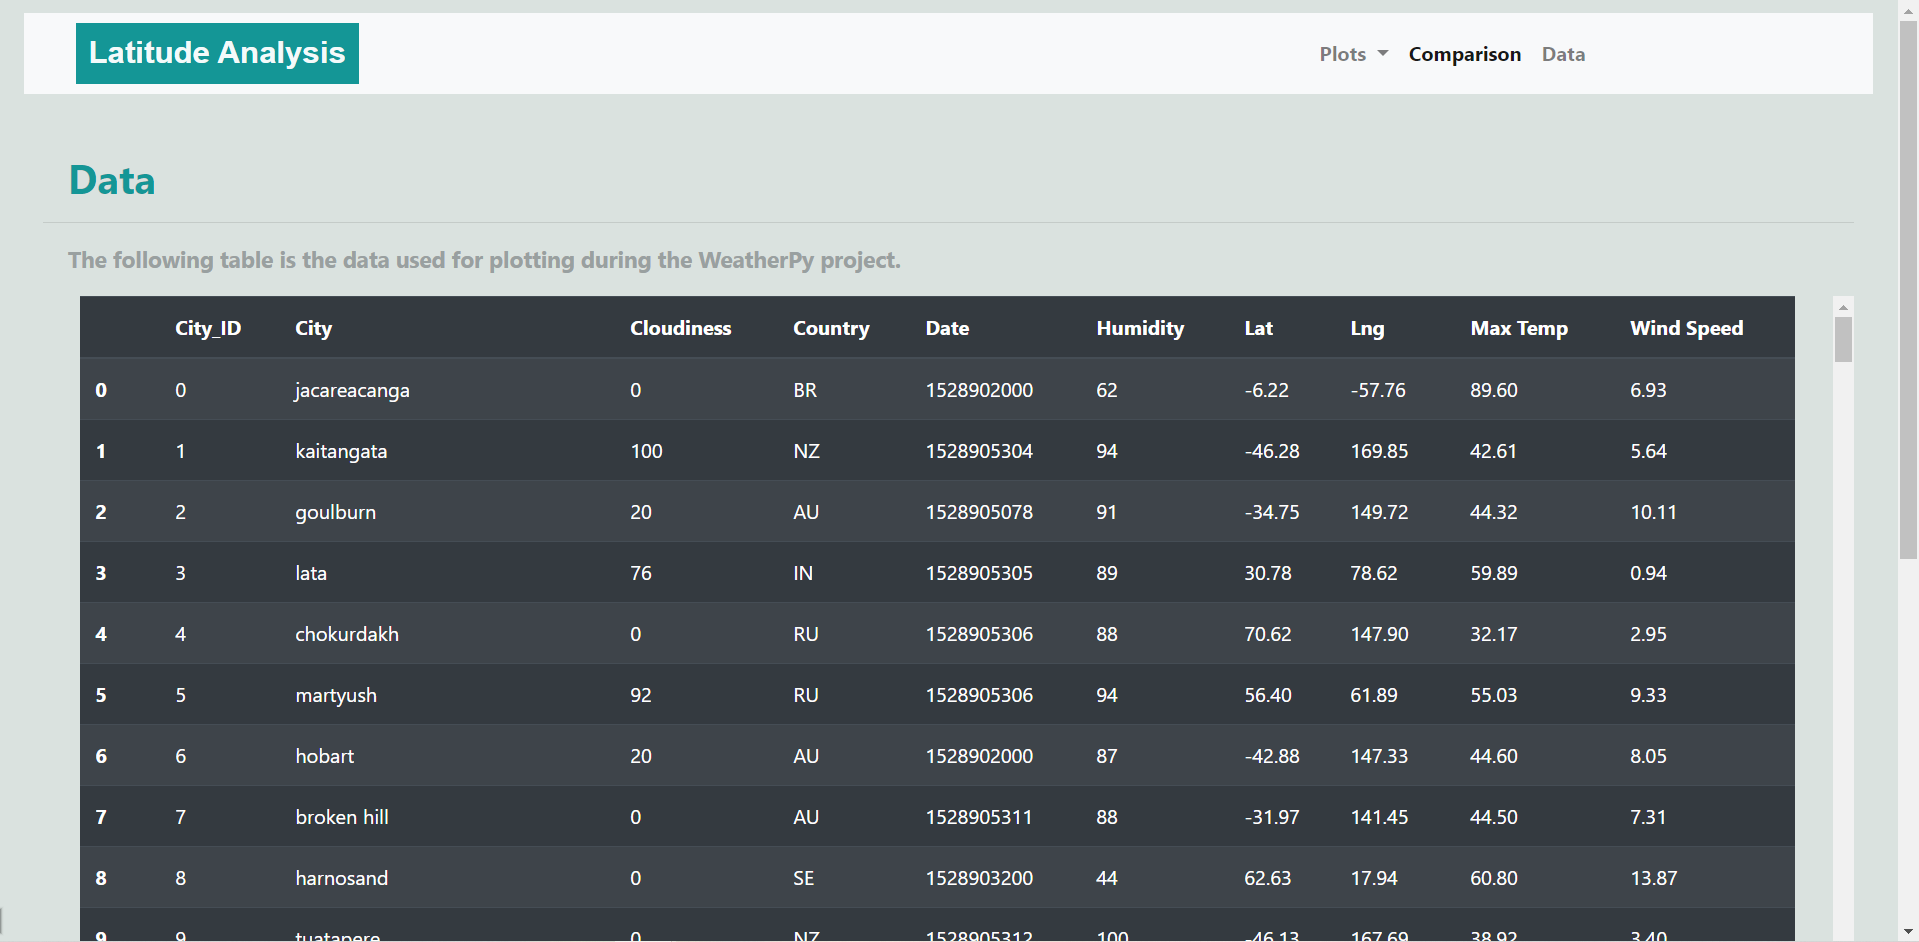 Latitude Analysis
Plots Comparison Data
Data
The following table is the data used for plotting during the WeatherPy project.
City_ID City Cloudiness Country Date Humidity Lat Lng Max Temp Wind Speed
0 0 jacareacanga 0 BR 1528902000 62 -6.22 -57.76 89.60 6.93
1 1 kaitangata 100 NZ 1528905304 94 -46.28 169.85 42.61 5.64
2 2 goulburn 20 AU 1528905078 91 -34.75 149.72 44.32 10.11
3 3 lata 76 IN 1528905305 89 30.78 78.62 59.89 0.94
4 4 chokurdakh 0 RU 1528905306 88 70.62 147.90 32.17 2.95
5 5 martyush 92 RU 1528905306 94 56.40 61.89 55.03 9.33
6 6 hobart 20 AU 1528902000 87 -42.88 147.33 44.60 8.05
7 7 broken hill 0 AU 1528905311 88 -31.97 141.45 44.50 7.31
8 8 harnosand 0 SE 1528903200 44 62.63 17.94 60.80 13.87
9 9 tuatapere 0 NZ 1528905312 100 -46.13 167.69 38.92 3.40